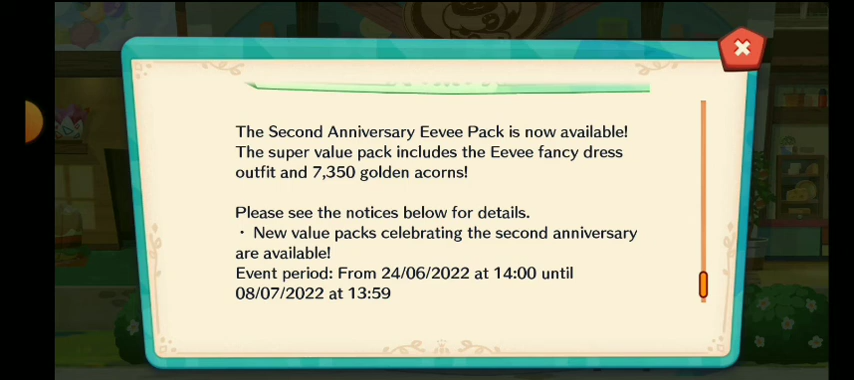 The Second Anniversary Eevee Pack is now available!
The super value pack includes the Eevee fancy dress
outfit and 7,350 golden acorns!
Please see the notices below for details.
・ New value packs celebrating the second anniversary
are available!
Event period: From 24/06/2022 at 14:00 until
08/07/2022 at 13:59